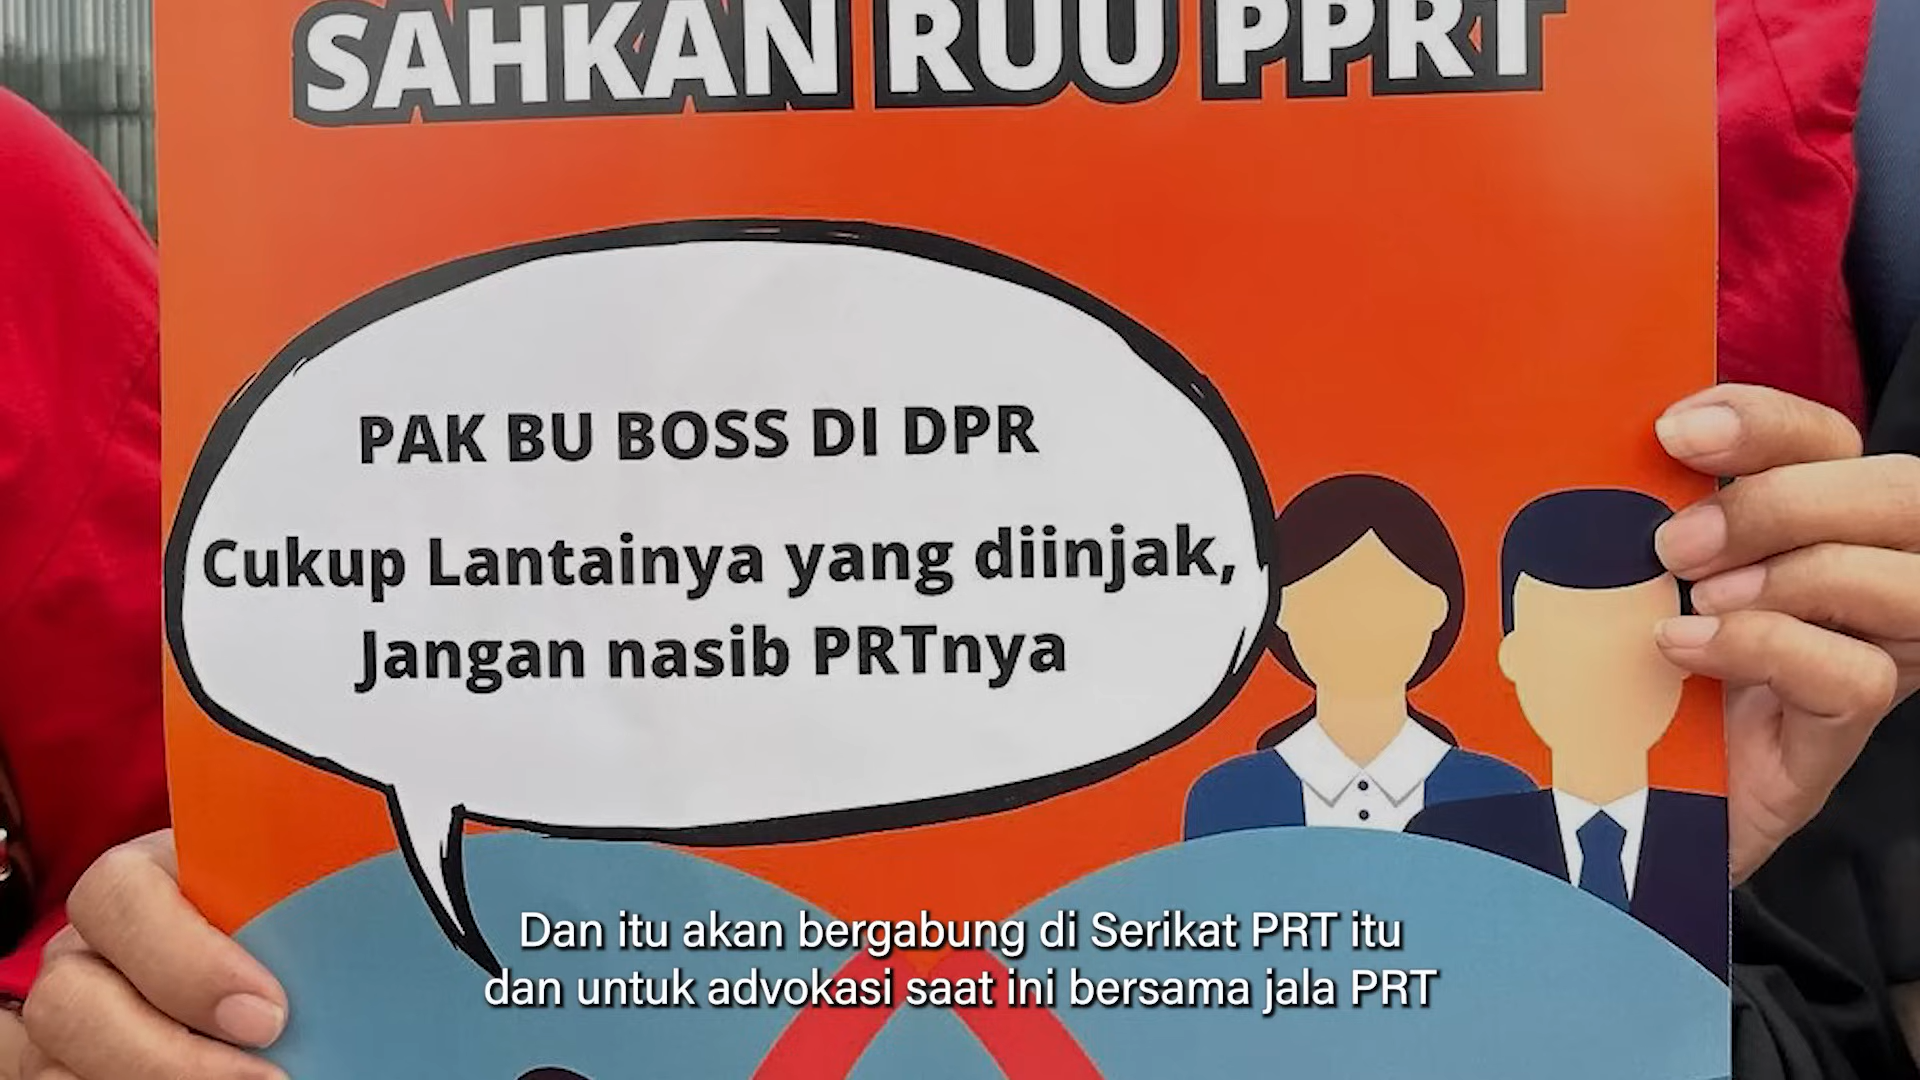 SAHKAN RUU PPRT
PAK BU BOSS DI DPR
Cukup Lantainya yang diinjak,
Jangan nasib PRTnya
Dan itu akan bergabung di Serikat PRT itu
dan untuk advokasi saat ini bersama jala PRT